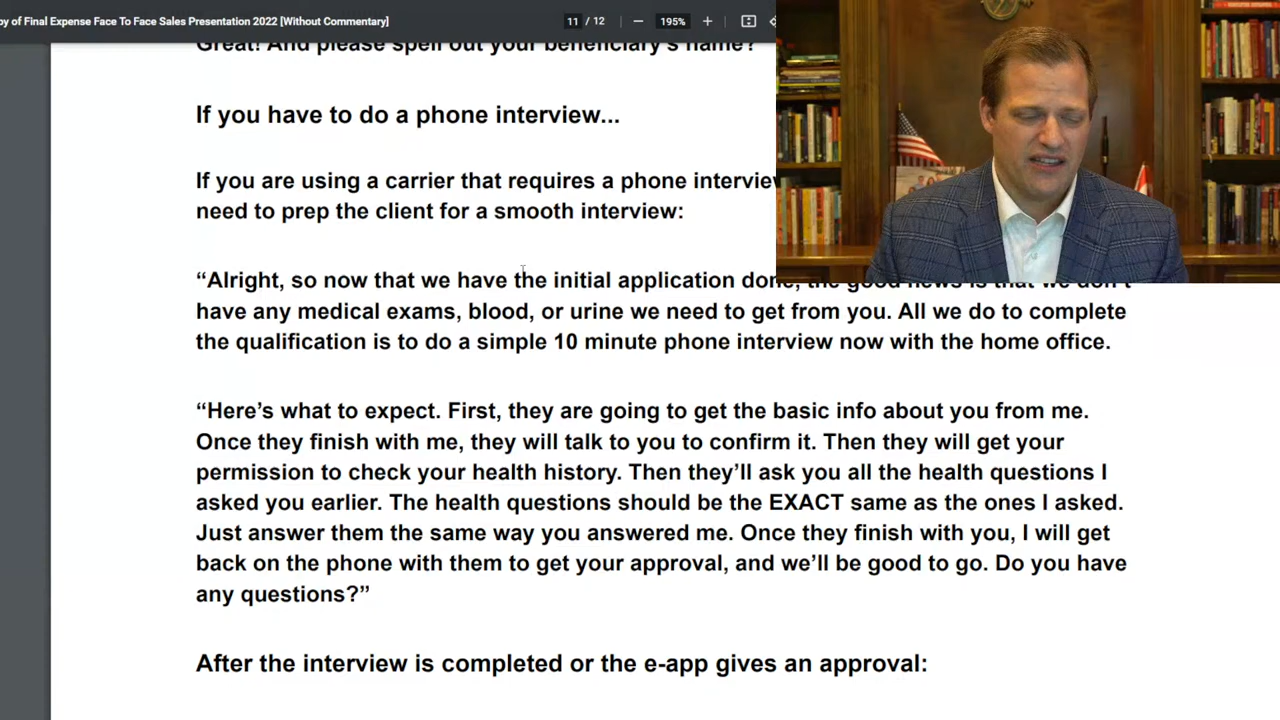 py of Final Expense Face To Face Sales Presentation 2022 [Without Commentary]
11 / 12
195%
Great! And please spell out your beneficiary's name?
If you have to do a phone interview...
If you are using a carrier that requires a phone interview
need to prep the client for a smooth interview:
“Alright, so now that we have the initial application done, the good news is that we don't
have any medical exams, blood, or urine we need to get from you. All we do to complete
the qualification is to do a simple 10 minute phone interview now with the home office.
“Here’s what to expect. First, they are going to get the basic info about you from me.
Once they finish with me, they will talk to you to confirm it. Then they will get your
permission to check your health history. Then they’ll ask you all the health questions I
asked you earlier. The health questions should be the EXACT same as the ones I asked.
Just answer them the same way you answered me. Once they finish with you, I will get
back on the phone with them to get your approval, and we’ll be good to go. Do you have
any questions?”
After the interview is completed or the e-app gives an approval: